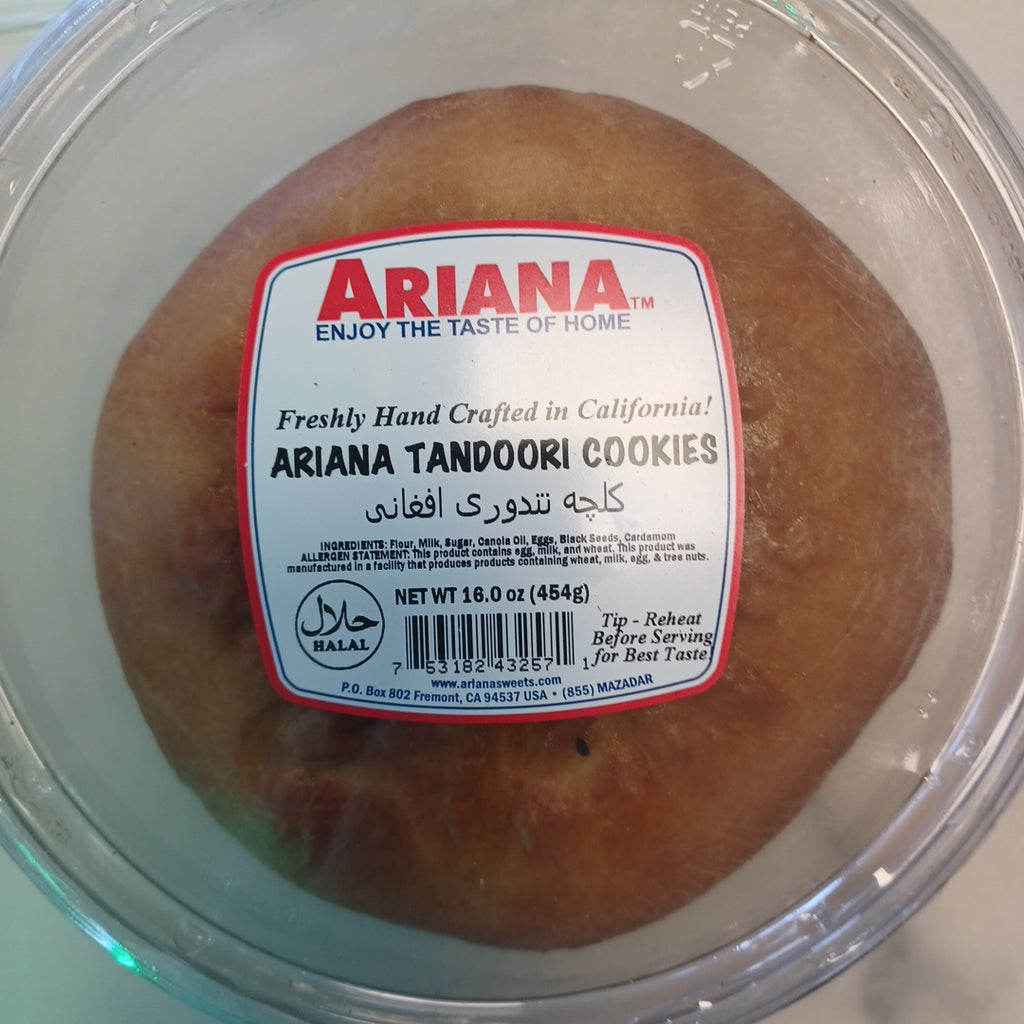 ARIANA™
ENJOY THE TASTE OF HOME
Freshly Hand Crafted in California!
ARIANA TANDOORI COOKIES
کلچه تندوری افغانی
INGREDIENTS: Flour, Milk, Sugar, Canola Oil, Eggs, Black Seeds, Cardamom
ALLERGEN STATEMENT: This product contains egg, milk, and wheat. This product was
manufactured in a facility that produces products containing wheat, milk, egg, & tree nuts.
حلال
HALAL
NET WT 16.0 oz (454g)
7 53182 43257 1
Tip - Reheat
Before Serving
for Best Taste!
www.arianasweets.com
P.O. Box 802 Fremont, CA 94537 USA • (855) MAZADAR